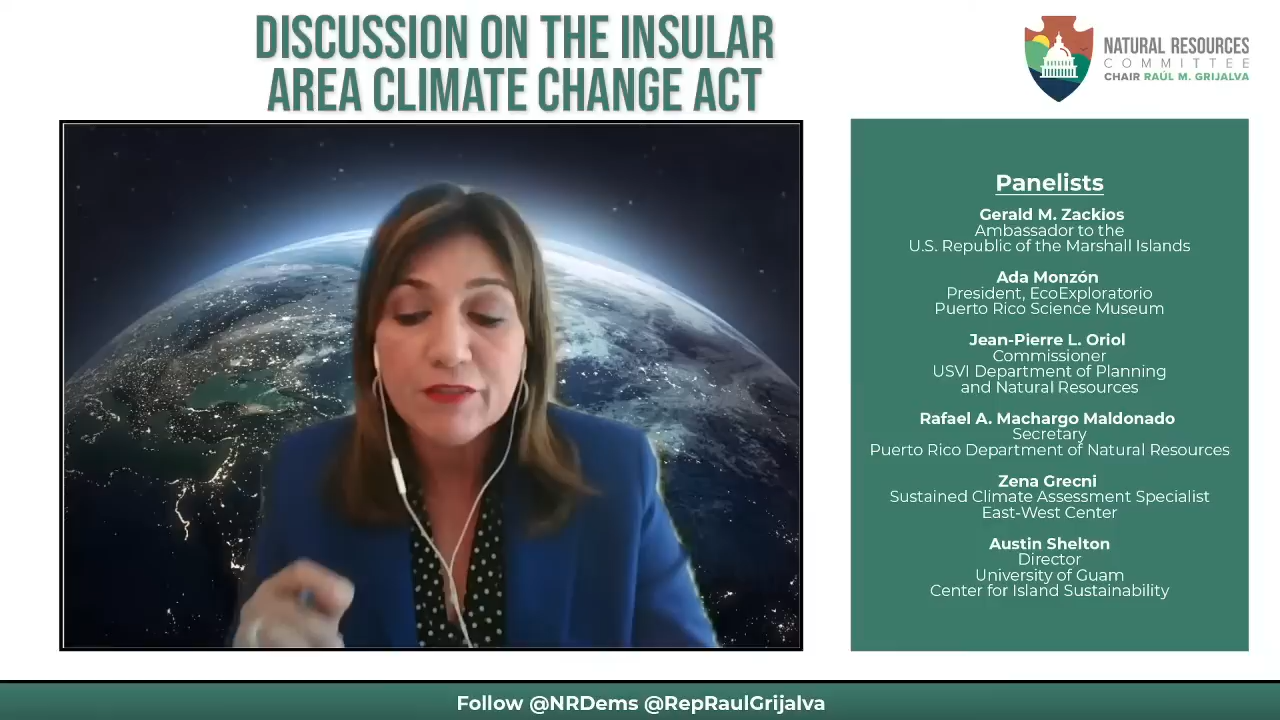 DISCUSSION ON THE INSULAR
AREA CLIMATE CHANGE ACT
NATURAL RESOURCES
COMMITTEE
CHAIR RAÚL M. GRIJALVA
Panelists
Gerald M. Zackios
Ambassador to the
U.S. Republic of the Marshall Islands
Ada Monzón
President, EcoExploratorio
Puerto Rico Science Museum
Jean-Pierre L. Oriol
Commissioner
USVI Department of Planning
and Natural Resources
Rafael A. Machargo Maldonado
Secretary
Puerto Rico Department of Natural Resources
Zena Grecni
Sustained Climate Assessment Specialist
East-West Center
Austin Shelton
Director
University of Guam
Center for Island Sustainability
Follow @NRDems @RepRaulGrijalva